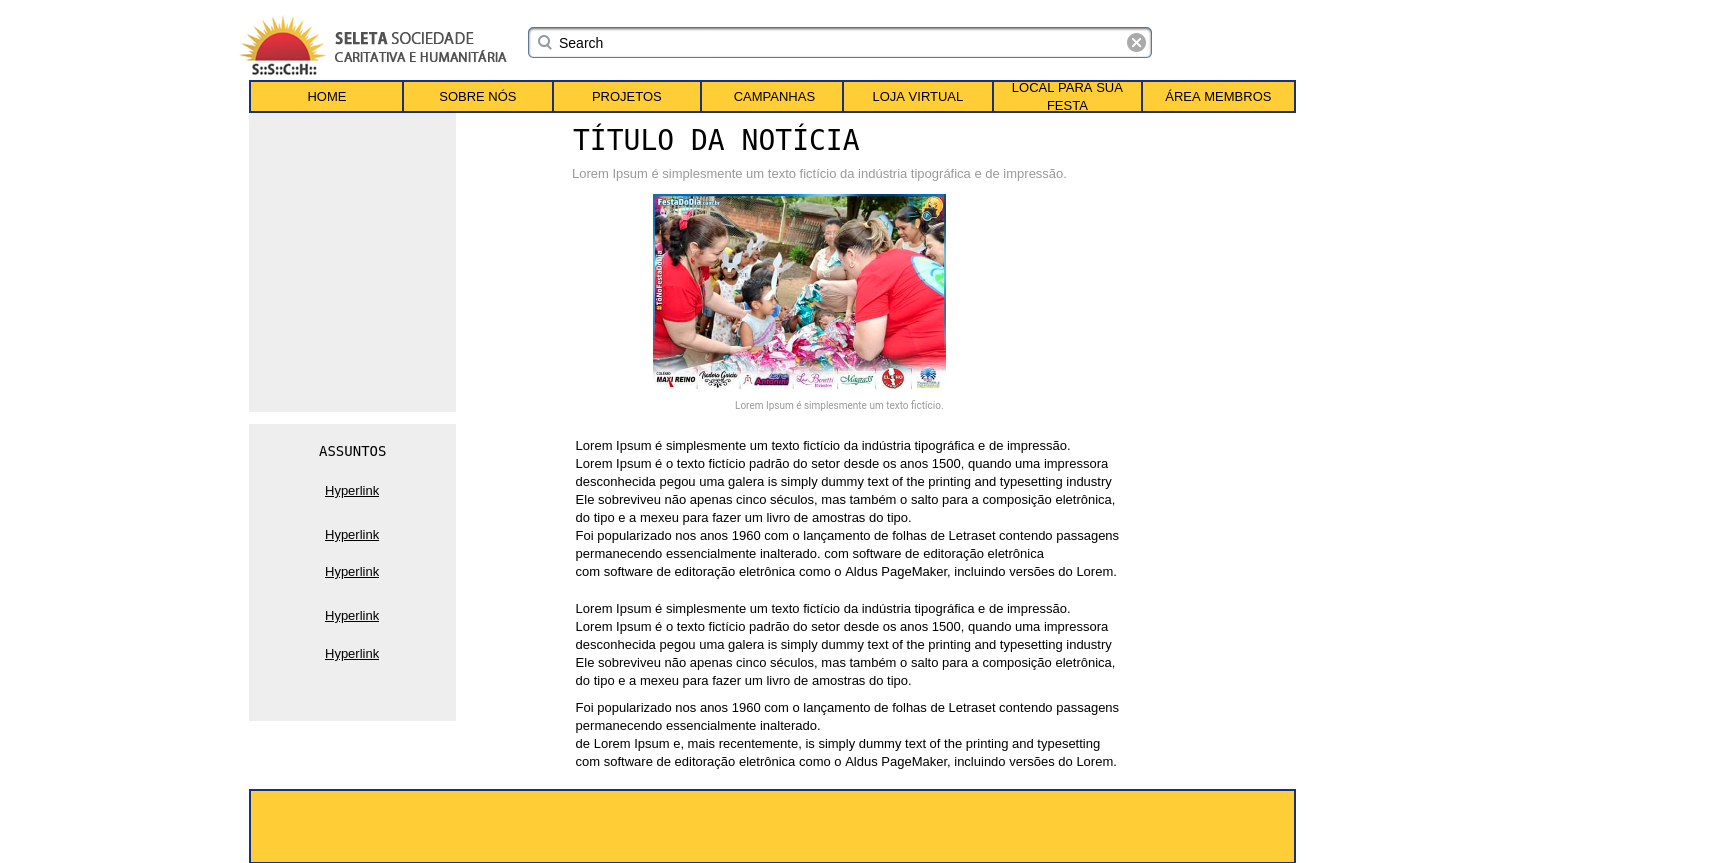 SELETA SOCIEDADE
CARITATIVA E HUMANITÁRIA
S::S::C::H::
Search
HOME
SOBRE NÓS
PROJETOS
CAMPANHAS
LOJA VIRTUAL
LOCAL PARA SUA
FESTA
ÁREA MEMBROS
TÍTULO DA NOTÍCIA
Lorem Ipsum é simplesmente um texto fictício da indústria tipográfica e de impressão.
FestaDoDia.com.br
#TôNoFestaDoDia
MAXI REINO
Lorem Ipsum é simplesmente um texto fictício.
ASSUNTOS
Hyperlink
Hyperlink
Hyperlink
Hyperlink
Hyperlink
Lorem Ipsum é simplesmente um texto fictício da indústria tipográfica e de impressão.
Lorem Ipsum é o texto fictício padrão do setor desde os anos 1500, quando uma impressora
desconhecida pegou uma galera is simply dummy text of the printing and typesetting industry
Ele sobreviveu não apenas cinco séculos, mas também o salto para a composição eletrônica,
do tipo e a mexeu para fazer um livro de amostras do tipo.
Foi popularizado nos anos 1960 com o lançamento de folhas de Letraset contendo passagens
permanecendo essencialmente inalterado. com software de editoração eletrônica
com software de editoração eletrônica como o Aldus PageMaker, incluindo versões do Lorem.
Lorem Ipsum é simplesmente um texto fictício da indústria tipográfica e de impressão.
Lorem Ipsum é o texto fictício padrão do setor desde os anos 1500, quando uma impressora
desconhecida pegou uma galera is simply dummy text of the printing and typesetting industry
Ele sobreviveu não apenas cinco séculos, mas também o salto para a composição eletrônica,
do tipo e a mexeu para fazer um livro de amostras do tipo.
Foi popularizado nos anos 1960 com o lançamento de folhas de Letraset contendo passagens
permanecendo essencialmente inalterado.
de Lorem Ipsum e, mais recentemente, is simply dummy text of the printing and typesetting
com software de editoração eletrônica como o Aldus PageMaker, incluindo versões do Lorem.